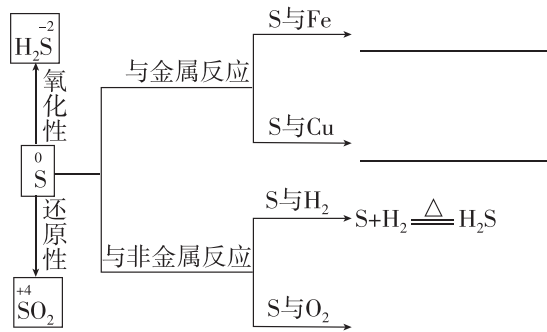 -2
H₂S
氧化性
0
S
还原性
+4
SO₂
与金属反应
S与Fe
S与Cu
与非金属反应
S与H₂
S+H₂ ══△══ H₂S
S与O₂